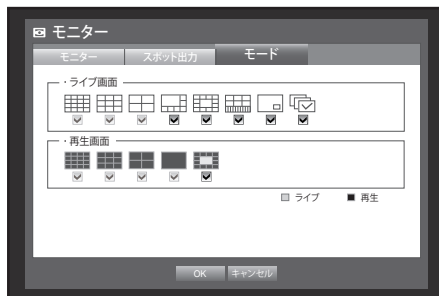 モニター
モニター スポット出力 モード
・ライブ画面
・再生画面
ライブ 再生
OK キャンセル